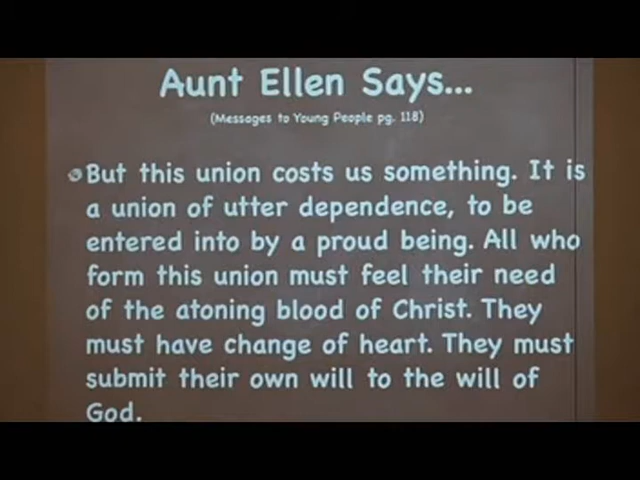 Aunt Ellen Says...
(Messages to Young People pg. 118)
But this union costs us something. It is
a union of utter dependence, to be
entered into by a proud being. All who
form this union must feel their need
of the atoning blood of Christ. They
must have change of heart. They must
submit their own will to the will of
God.